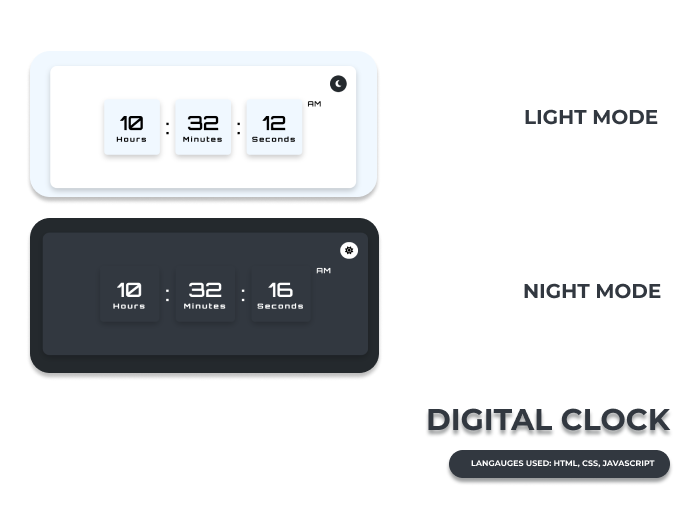 AM
10 : 32 : 12
Hours Minutes Seconds
LIGHT MODE
AM
10 : 32 : 16
Hours Minutes Seconds
NIGHT MODE
DIGITAL CLOCK
LANGAUGES USED: HTML, CSS, JAVASCRIPT